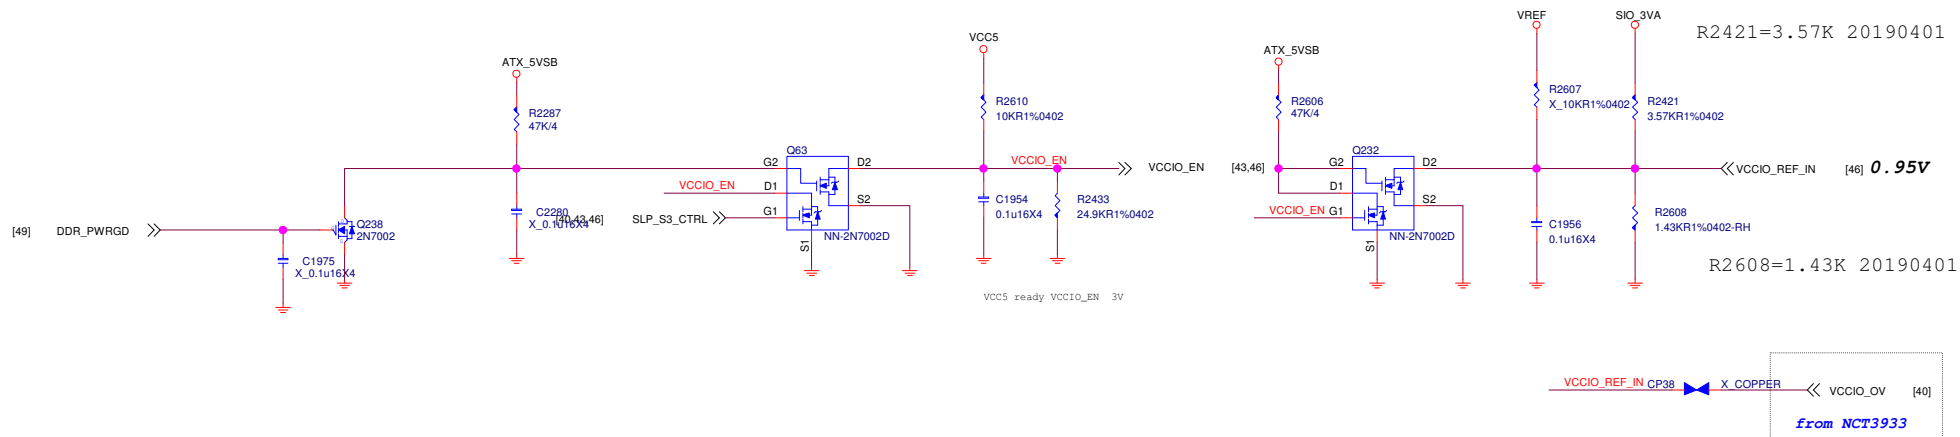 VREF
SIO_3VA
R2421=3.57K 20190401
VCC5
ATX_5VSB
ATX_5VSB
R2287
47K/4
R2610
10KR1%0402
R2606
47K/4
R2607
X_10KR1%0402
R2421
3.57KR1%0402
Q63
G2
D2
VCCIO_EN
VCCIO_EN
[43,46]
Q232
G2
D2
VCCIO_REF_IN
[46]
0.95V
VCCIO_EN
D1
S2
D1
S2
C2280
X_0.1u16X4
[40,43,46]
SLP_S3_CTRL
G1
C1954
0.1u16X4
R2433
24.9KR1%0402
VCCIO_EN
G1
C1956
0.1u16X4
R2608
1.43KR1%0402-RH
[49]
DDR_PWRGD
Q238
2N7002
S1
NN-2N7002D
S1
NN-2N7002D
C1975
X_0.1u16X4
R2608=1.43K 20190401
VCC5 ready VCCIO_EN 3V
VCCIO_REF_IN
CP38
X_COPPER
VCCIO_OV
[40]
from NCT3933